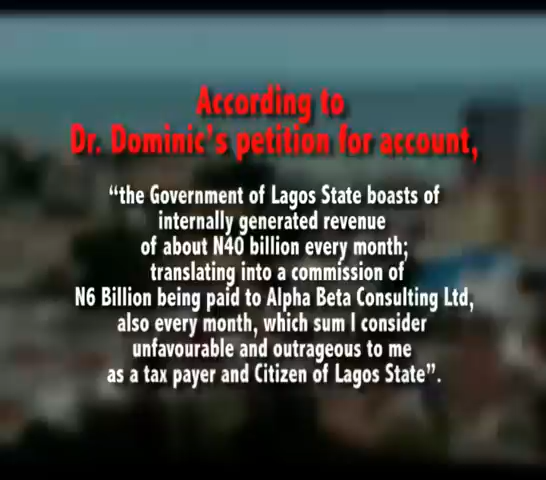 According to
Dr. Dominic's petition for account,
“the Government of Lagos State boasts of
internally generated revenue
of about N40 billion every month;
translating into a commission of
N6 Billion being paid to Alpha Beta Consulting Ltd,
also every month, which sum I consider
unfavourable and outrageous to me
as a tax payer and Citizen of Lagos State”.